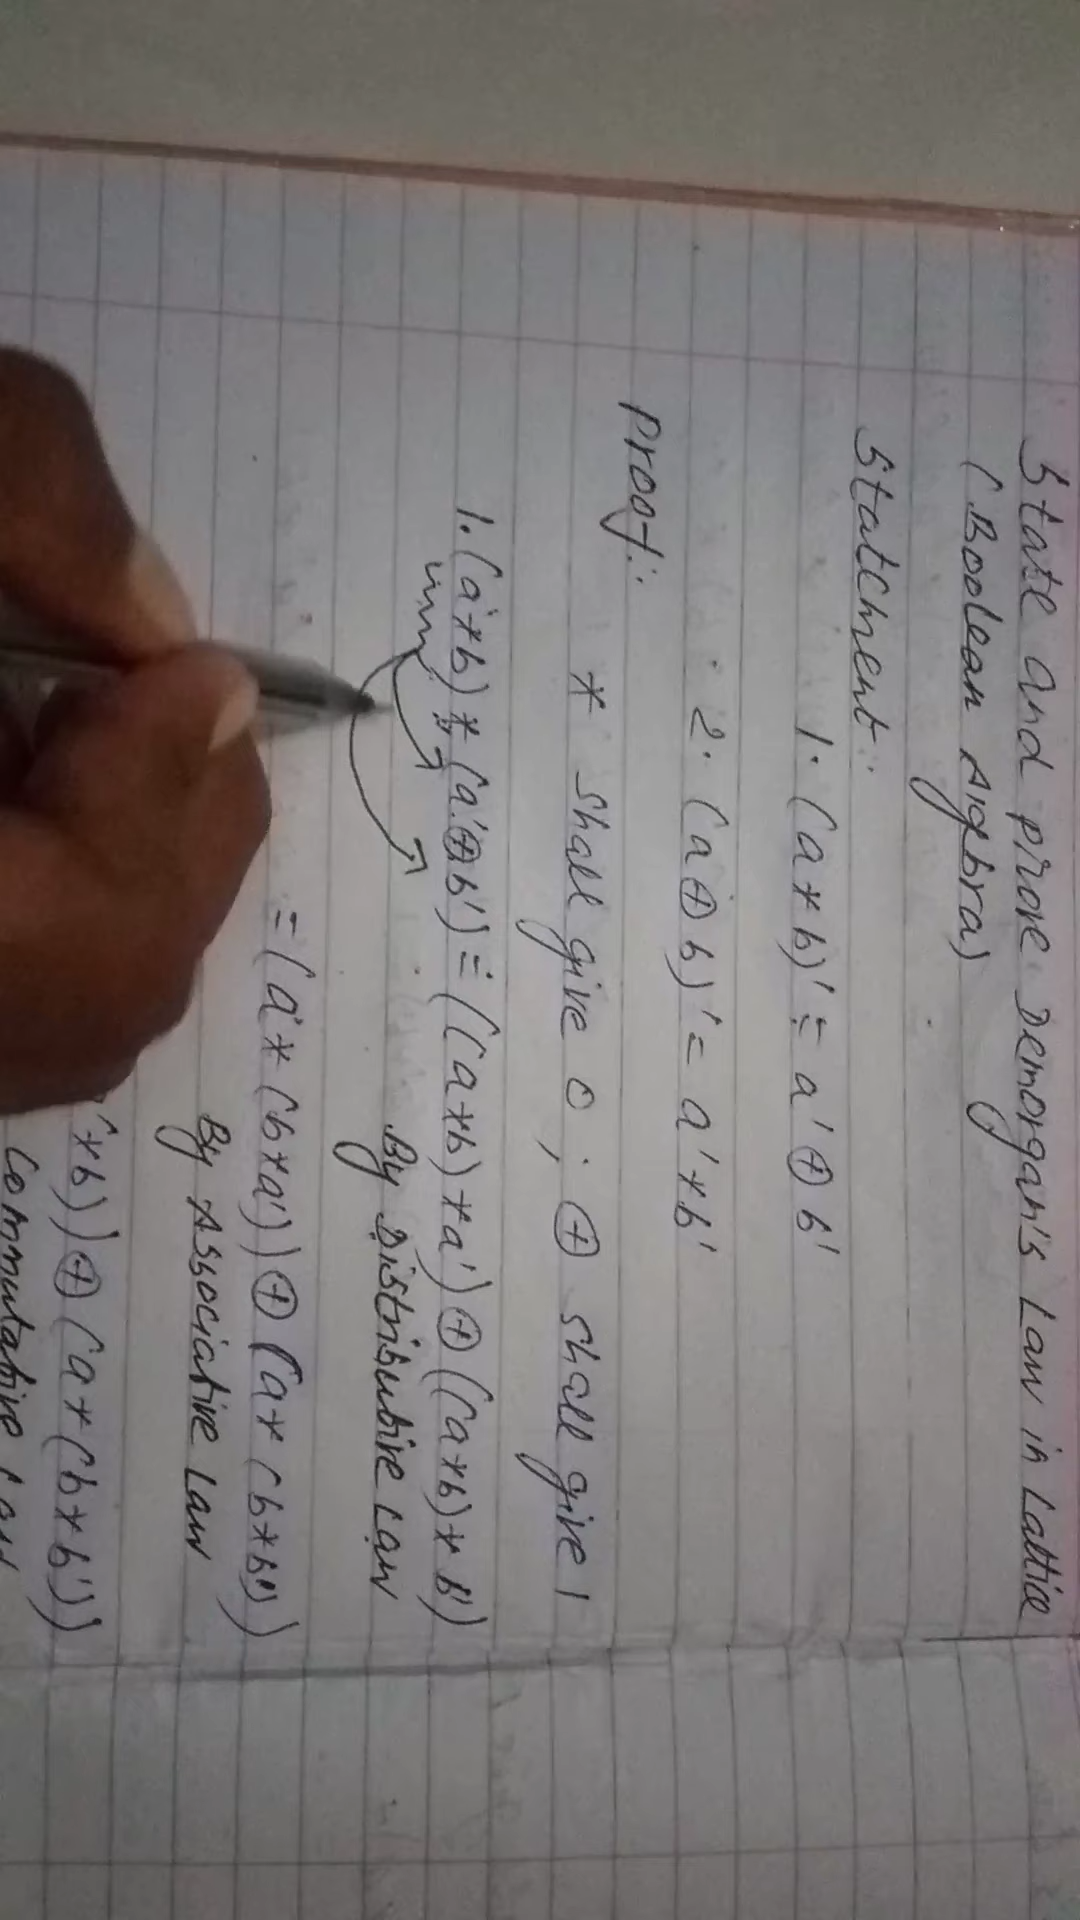 State and prove Demorgan's Law in Lattice
(Boolean Algebra)
Statement:
1. (a*b)' = a' ⊕ b'
2. (a ⊕ b)' = a' * b'
Proof:
* shall give 0 ; ⊕ shall give 1
1. (a*b) * (a' ⊕ b') = ((a*b)*a') ⊕ ((a*b)*b')
By Distributive Law
= (a*(b*a')) ⊕ (a*(b*b'))
By Associative Law
'*b)) ⊕ (a*(b*b'))
Commutative Law